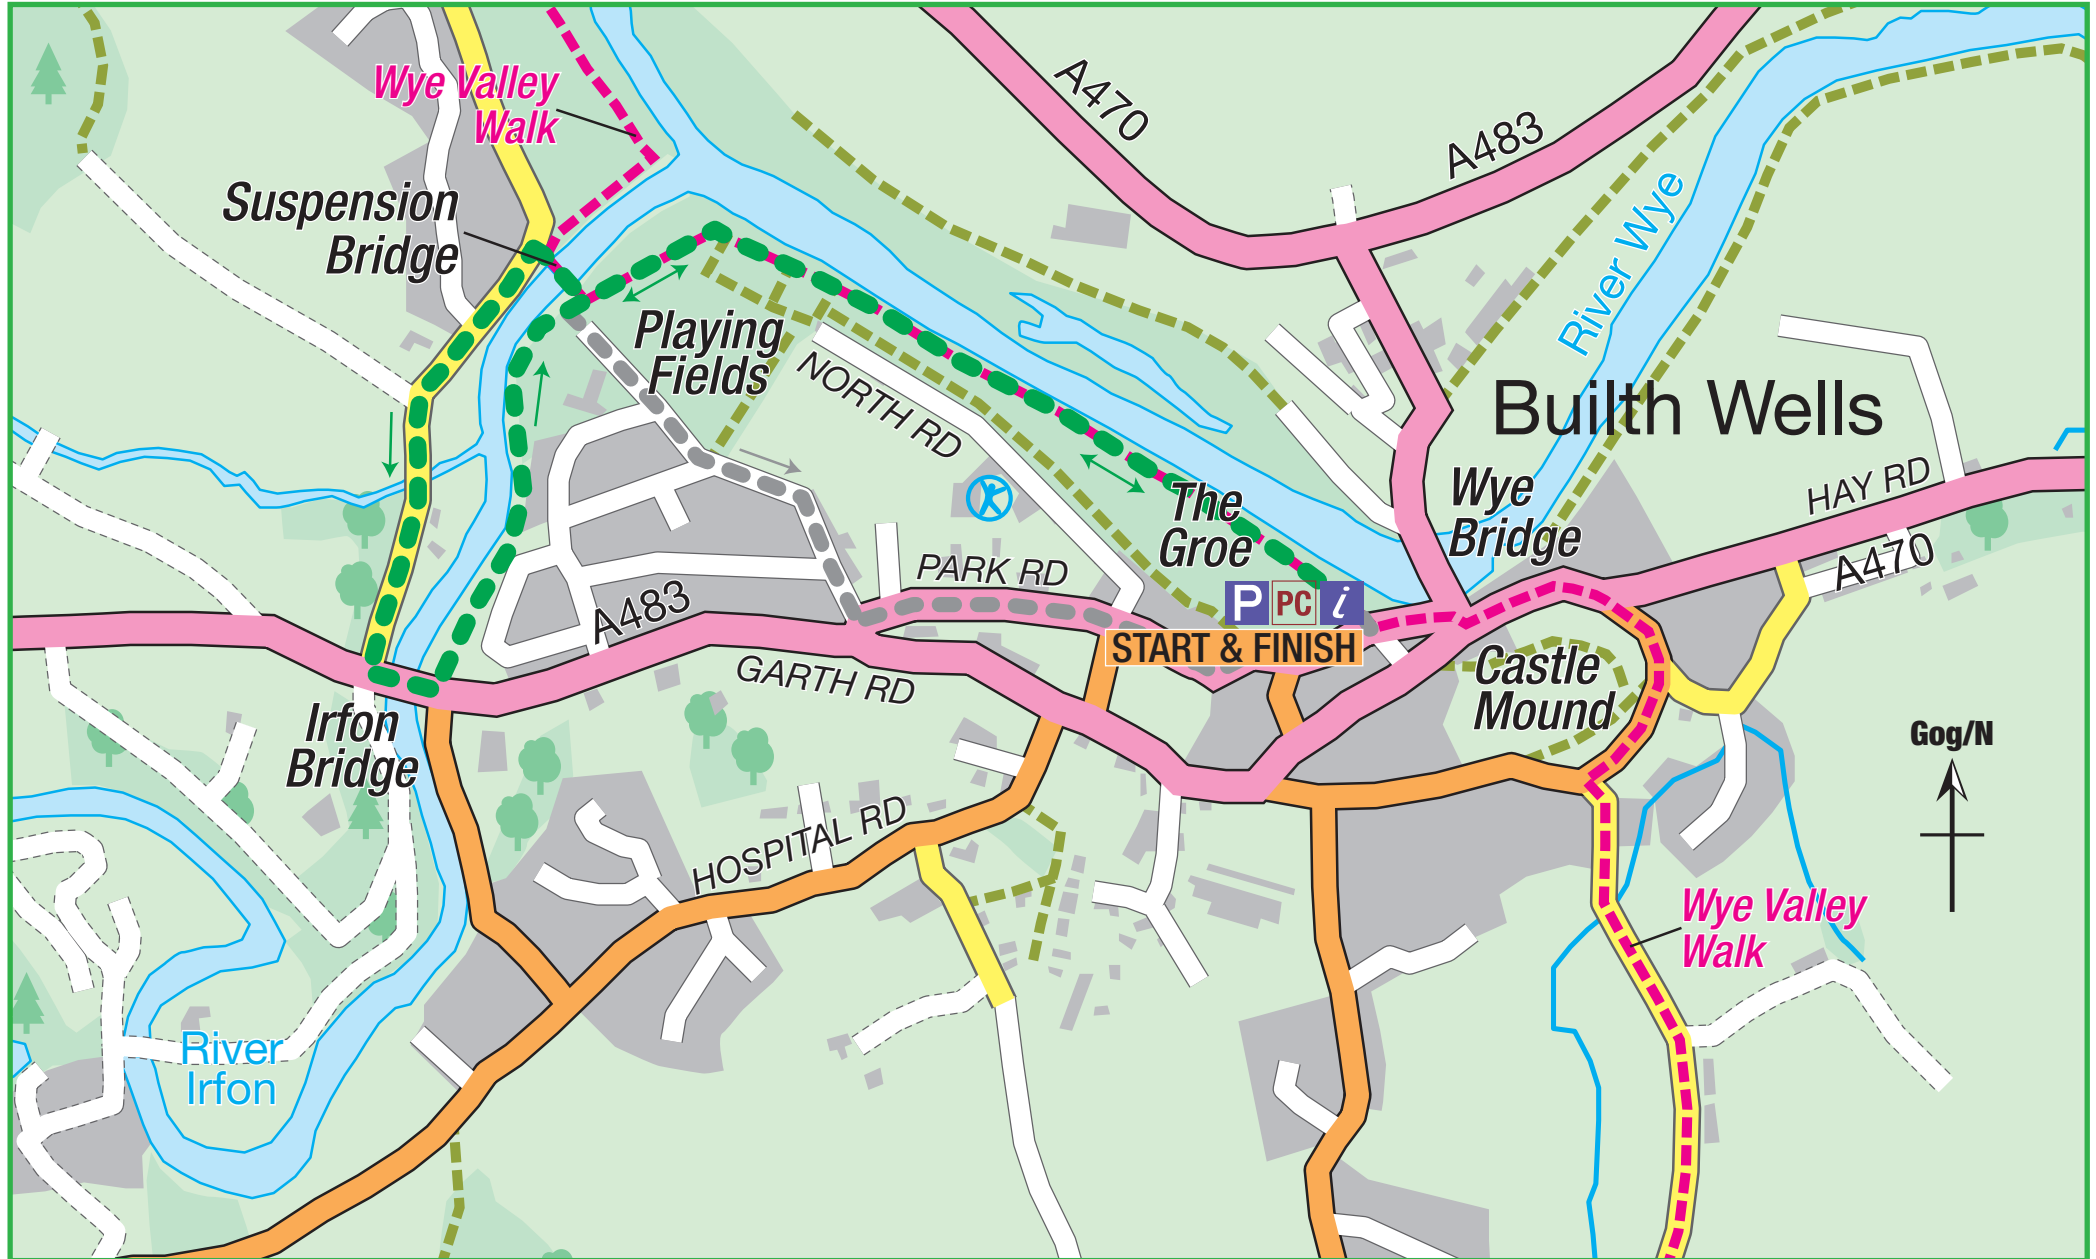 A470
Wye Valley
Walk
A483
Suspension
Bridge
River Wye
Playing
Fields
NORTH RD
Builth Wells
The
Groe
Wye
Bridge
HAY RD
PARK RD
A470
A483
P
PC
i
START & FINISH
GARTH RD
Castle
Mound
Irfon
Bridge
Gog/N
HOSPITAL RD
Wye Valley
Walk
River
Irfon